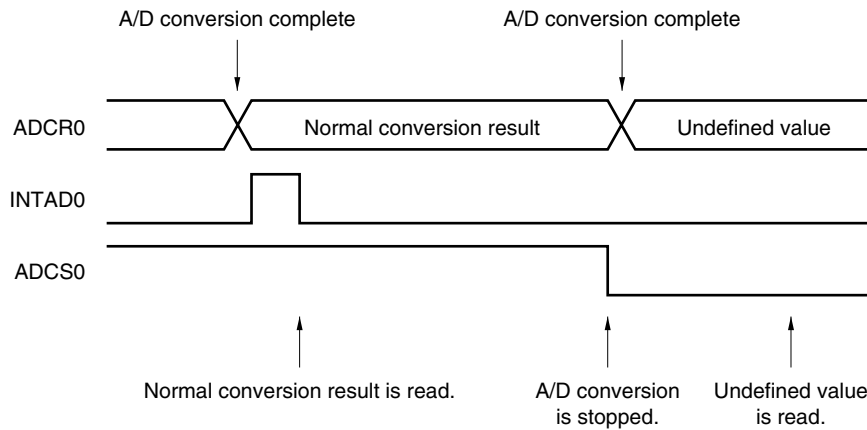 A/D conversion complete
A/D conversion complete
ADCR0
Normal conversion result
Undefined value
INTAD0
ADCS0
Normal conversion result is read.
A/D conversion
is stopped.
Undefined value
is read.